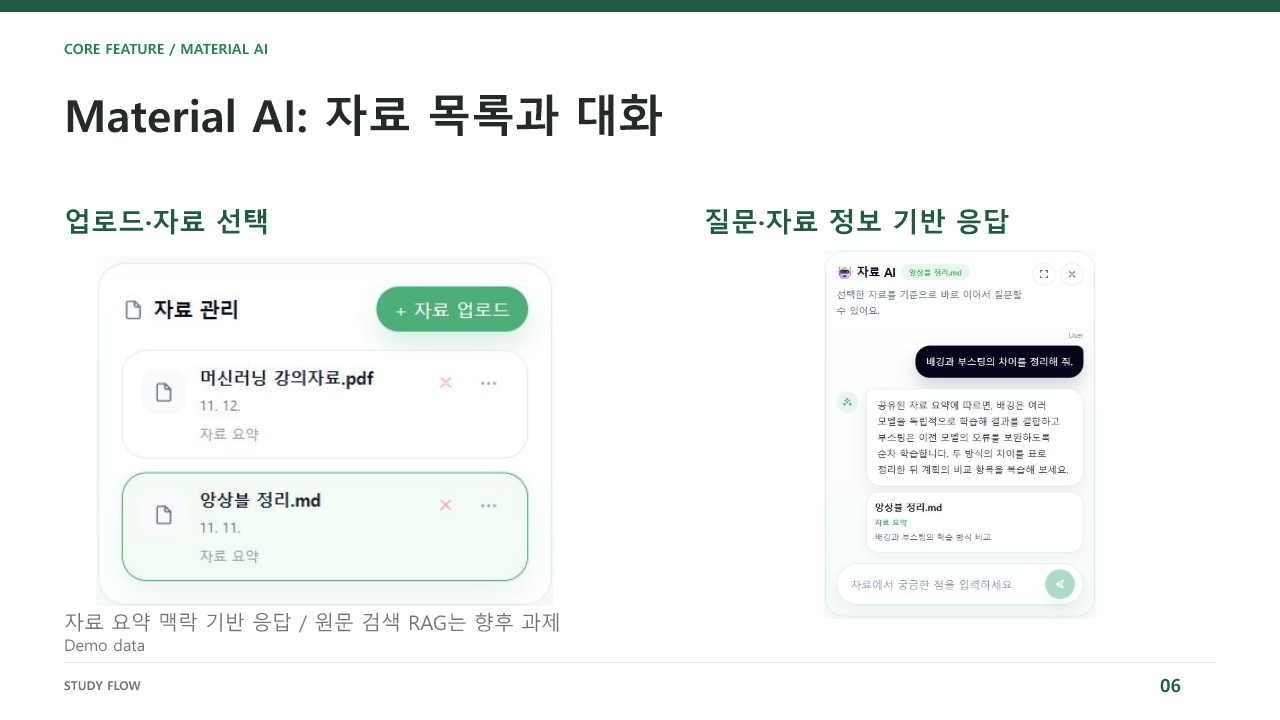 CORE FEATURE / MATERIAL AI
Material AI: 자료 목록과 대화
업로드·자료 선택
자료 관리
+ 자료 업로드
머신러닝 강의자료.pdf
11. 12.
자료 요약
앙상블 정리.md
11. 11.
자료 요약
질문·자료 정보 기반 응답
자료 AI
앙상블 정리.md
선택한 자료를 기준으로 바로 이어서 질문할
수 있어요.
User
배깅과 부스팅의 차이를 정리해 줘.
공유된 자료 요약에 따르면, 배깅은 여러
모델을 독립적으로 학습해 결과를 결합하고
부스팅은 이전 모델의 오류를 보완하도록
순차 학습합니다. 두 방식의 차이를 표로
정리한 뒤 계획의 비교 항목을 복습해 보세요.
앙상블 정리.md
자료 요약
배깅과 부스팅의 학습 방식 비교
자료에서 궁금한 점을 입력하세요
자료 요약 맥락 기반 응답 / 원문 검색 RAG는 향후 과제
Demo data
STUDY FLOW
06